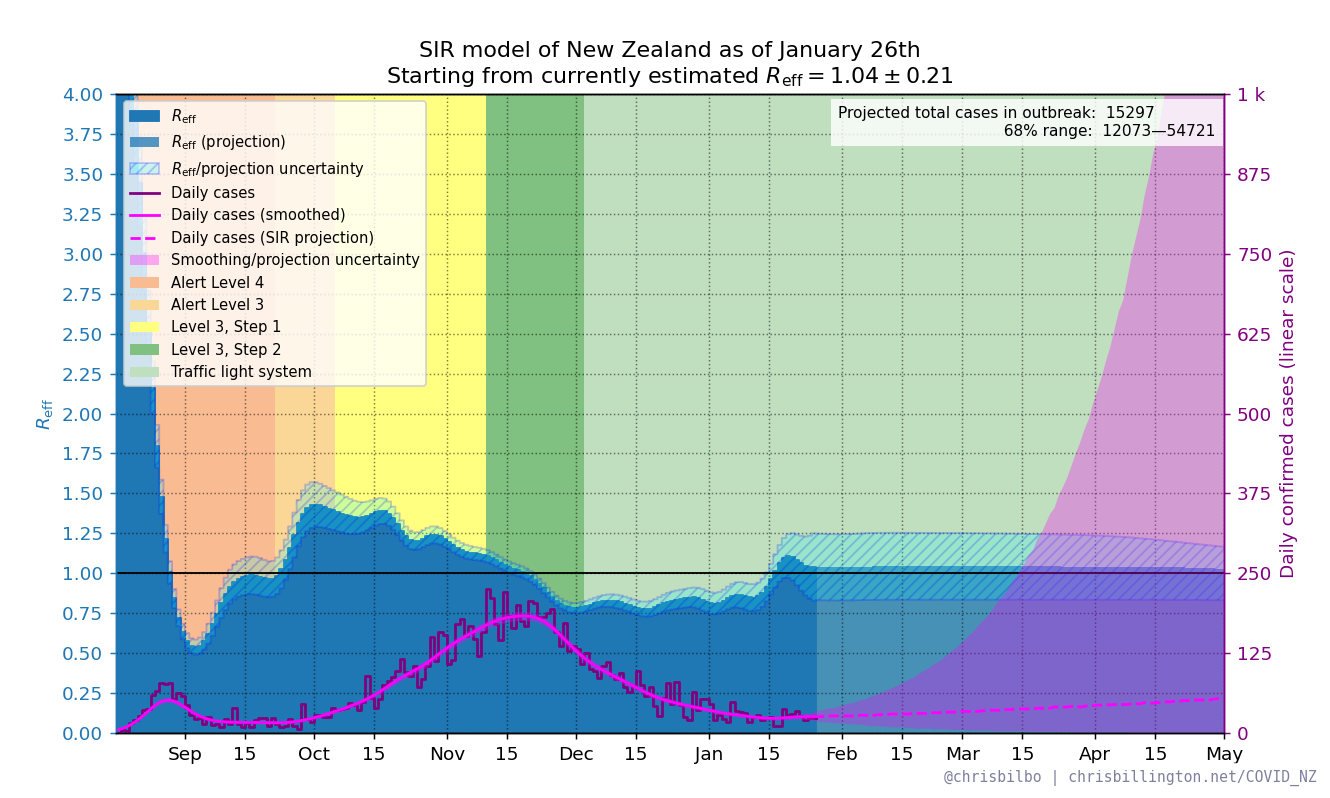 SIR model of New Zealand as of January 26th
Starting from currently estimated R_eff = 1.04 ± 0.21
4.00
3.75
3.50
3.25
3.00
2.75
2.50
2.25
2.00
1.75
1.50
1.25
1.00
0.75
0.50
0.25
0.00
R_eff
R_eff
R_eff (projection)
R_eff/projection uncertainty
Daily cases
Daily cases (smoothed)
Daily cases (SIR projection)
Smoothing/projection uncertainty
Alert Level 4
Alert Level 3
Level 3, Step 1
Level 3, Step 2
Traffic light system
Projected total cases in outbreak: 15297
68% range: 12073—54721
1 k
875
750
625
500
375
250
125
0
Daily confirmed cases (linear scale)
Sep 15 Oct 15 Nov 15 Dec 15 Jan 15 Feb 15 Mar 15 Apr 15 May
@chrisbilbo | chrisbillington.net/COVID_NZ